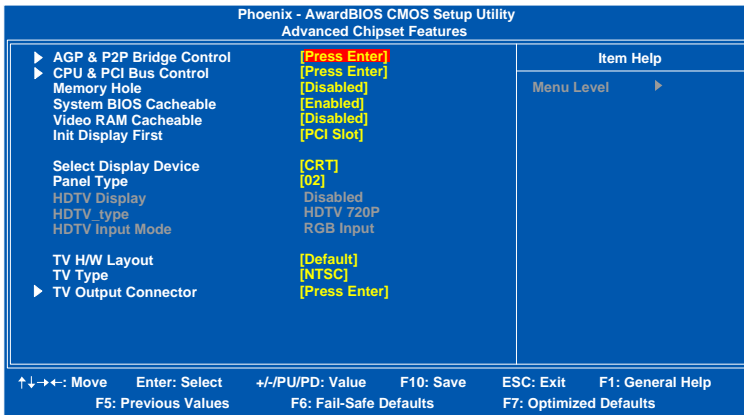 Phoenix - AwardBIOS CMOS Setup Utility
Advanced Chipset Features
AGP & P2P Bridge Control [Press Enter]
CPU & PCI Bus Control [Press Enter]
Memory Hole [Disabled]
System BIOS Cacheable [Enabled]
Video RAM Cacheable [Disabled]
Init Display First [PCI Slot]
Select Display Device [CRT]
Panel Type [02]
HDTV Display Disabled
HDTV_type HDTV 720P
HDTV Input Mode RGB Input
TV H/W Layout [Default]
TV Type [NTSC]
TV Output Connector [Press Enter]
Item Help
Menu Level
↑↓→←: Move Enter: Select +/-/PU/PD: Value F10: Save ESC: Exit F1: General Help
F5: Previous Values F6: Fail-Safe Defaults F7: Optimized Defaults